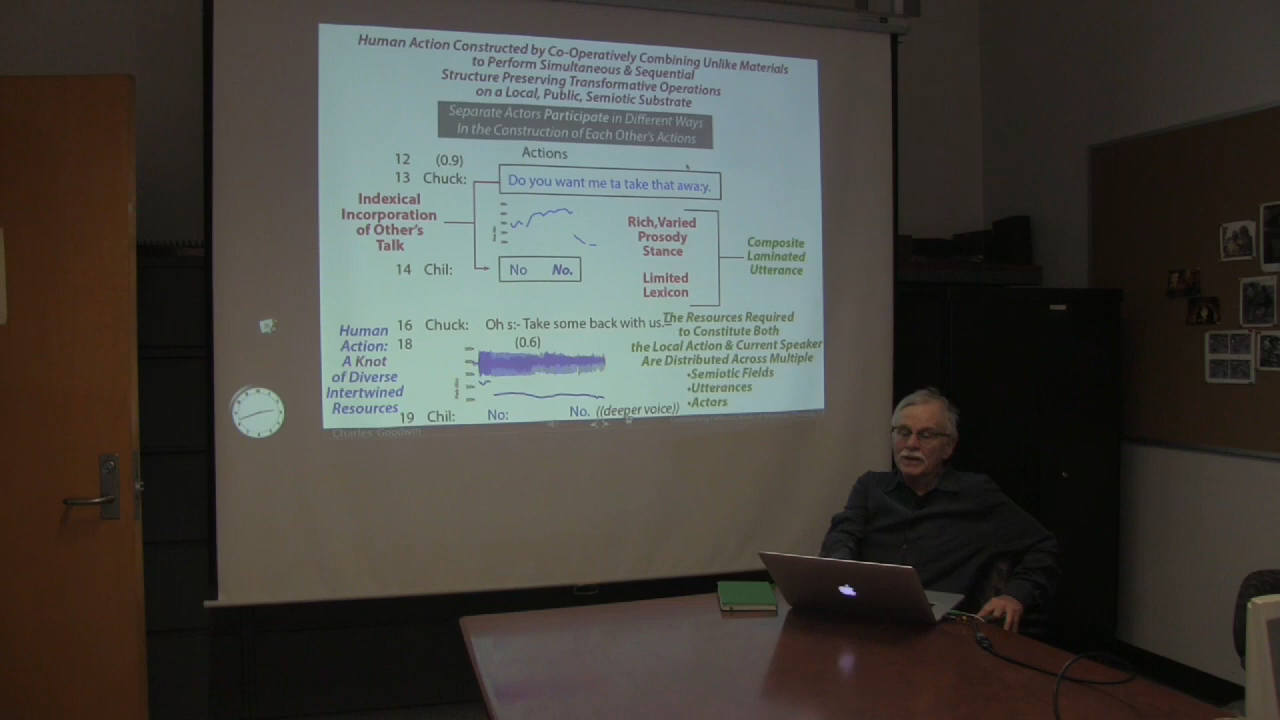 Human Action Constructed by Co-Operatively Combining Unlike Materials
to Perform Simultaneous & Sequential
Structure Preserving Transformative Operations
on a Local, Public, Semiotic Substrate
Separate Actors Participate in Different Ways
In the Construction of Each Other's Actions
Actions
12 (0.9)
13 Chuck: Do you want me ta take that awa:y.
Indexical
Incorporation
of Other's
Talk
Rich,Varied
Prosody
Stance
Limited
Lexicon
Composite
Laminated
Utterance
14 Chil: No No.
16 Chuck: Oh s:- Take some back with us.=
18 (0.6)
Human
Action:
A Knot
of Diverse
Intertwined
Resources
The Resources Required
to Constitute Both
the Local Action & Current Speaker
Are Distributed Across Multiple
•Semiotic Fields
•Utterances
•Actors
19 Chil: No: No. ((deeper voice))
Charles Goodwin